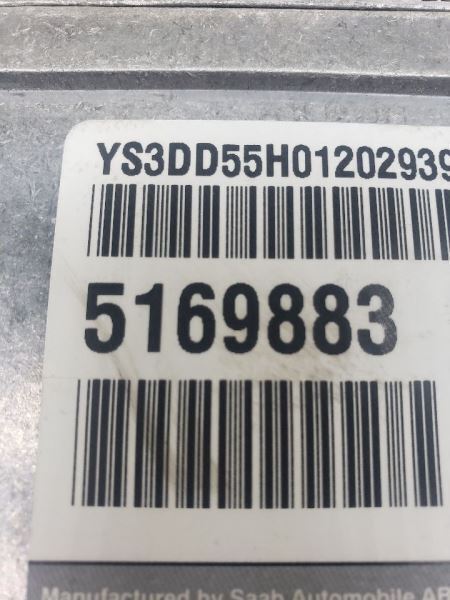 YS3DD55H01202939
5169883
Manufactured by Saab Automobile AB